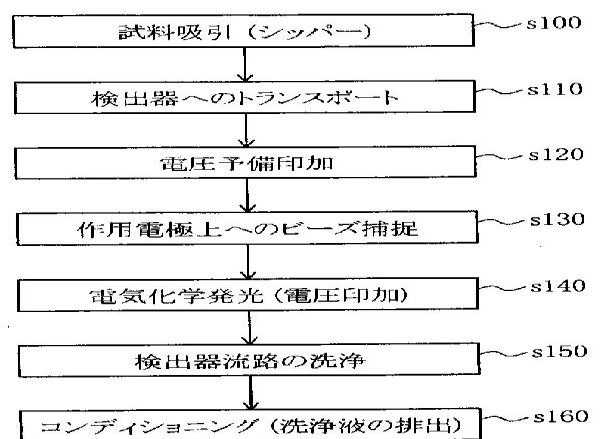 試料吸引(シッパー) s100
検出器へのトランスポート s110
電圧予備印加 s120
作用電極上へのビーズ捕捉 s130
電気化学発光(電圧印加) s140
検出器流路の洗浄 s150
コンディショニング(洗浄液の排出) s160